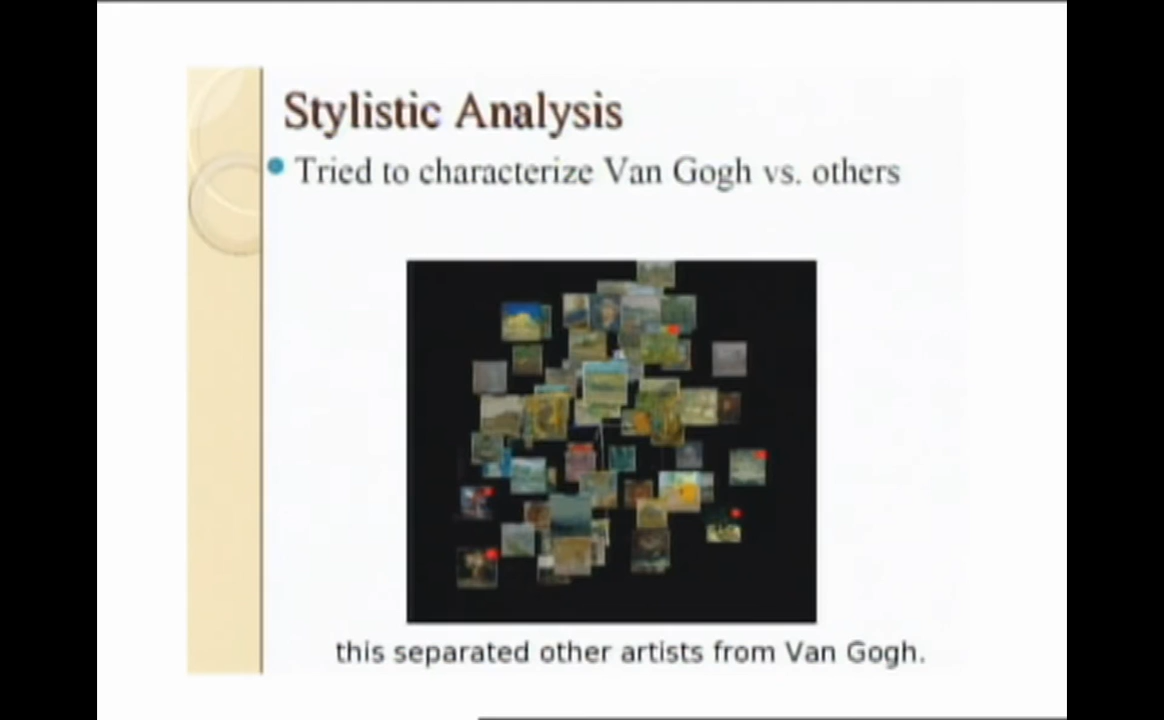 Stylistic Analysis
Tried to characterize Van Gogh vs. others
this separated other artists from Van Gogh.